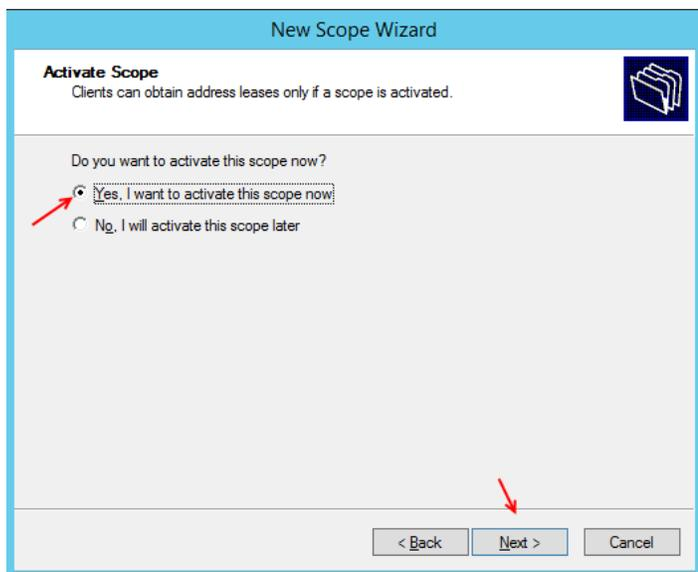 New Scope Wizard
Activate Scope
Clients can obtain address leases only if a scope is activated.
Do you want to activate this scope now?
Yes, I want to activate this scope now
No, I will activate this scope later
< Back
Next >
Cancel